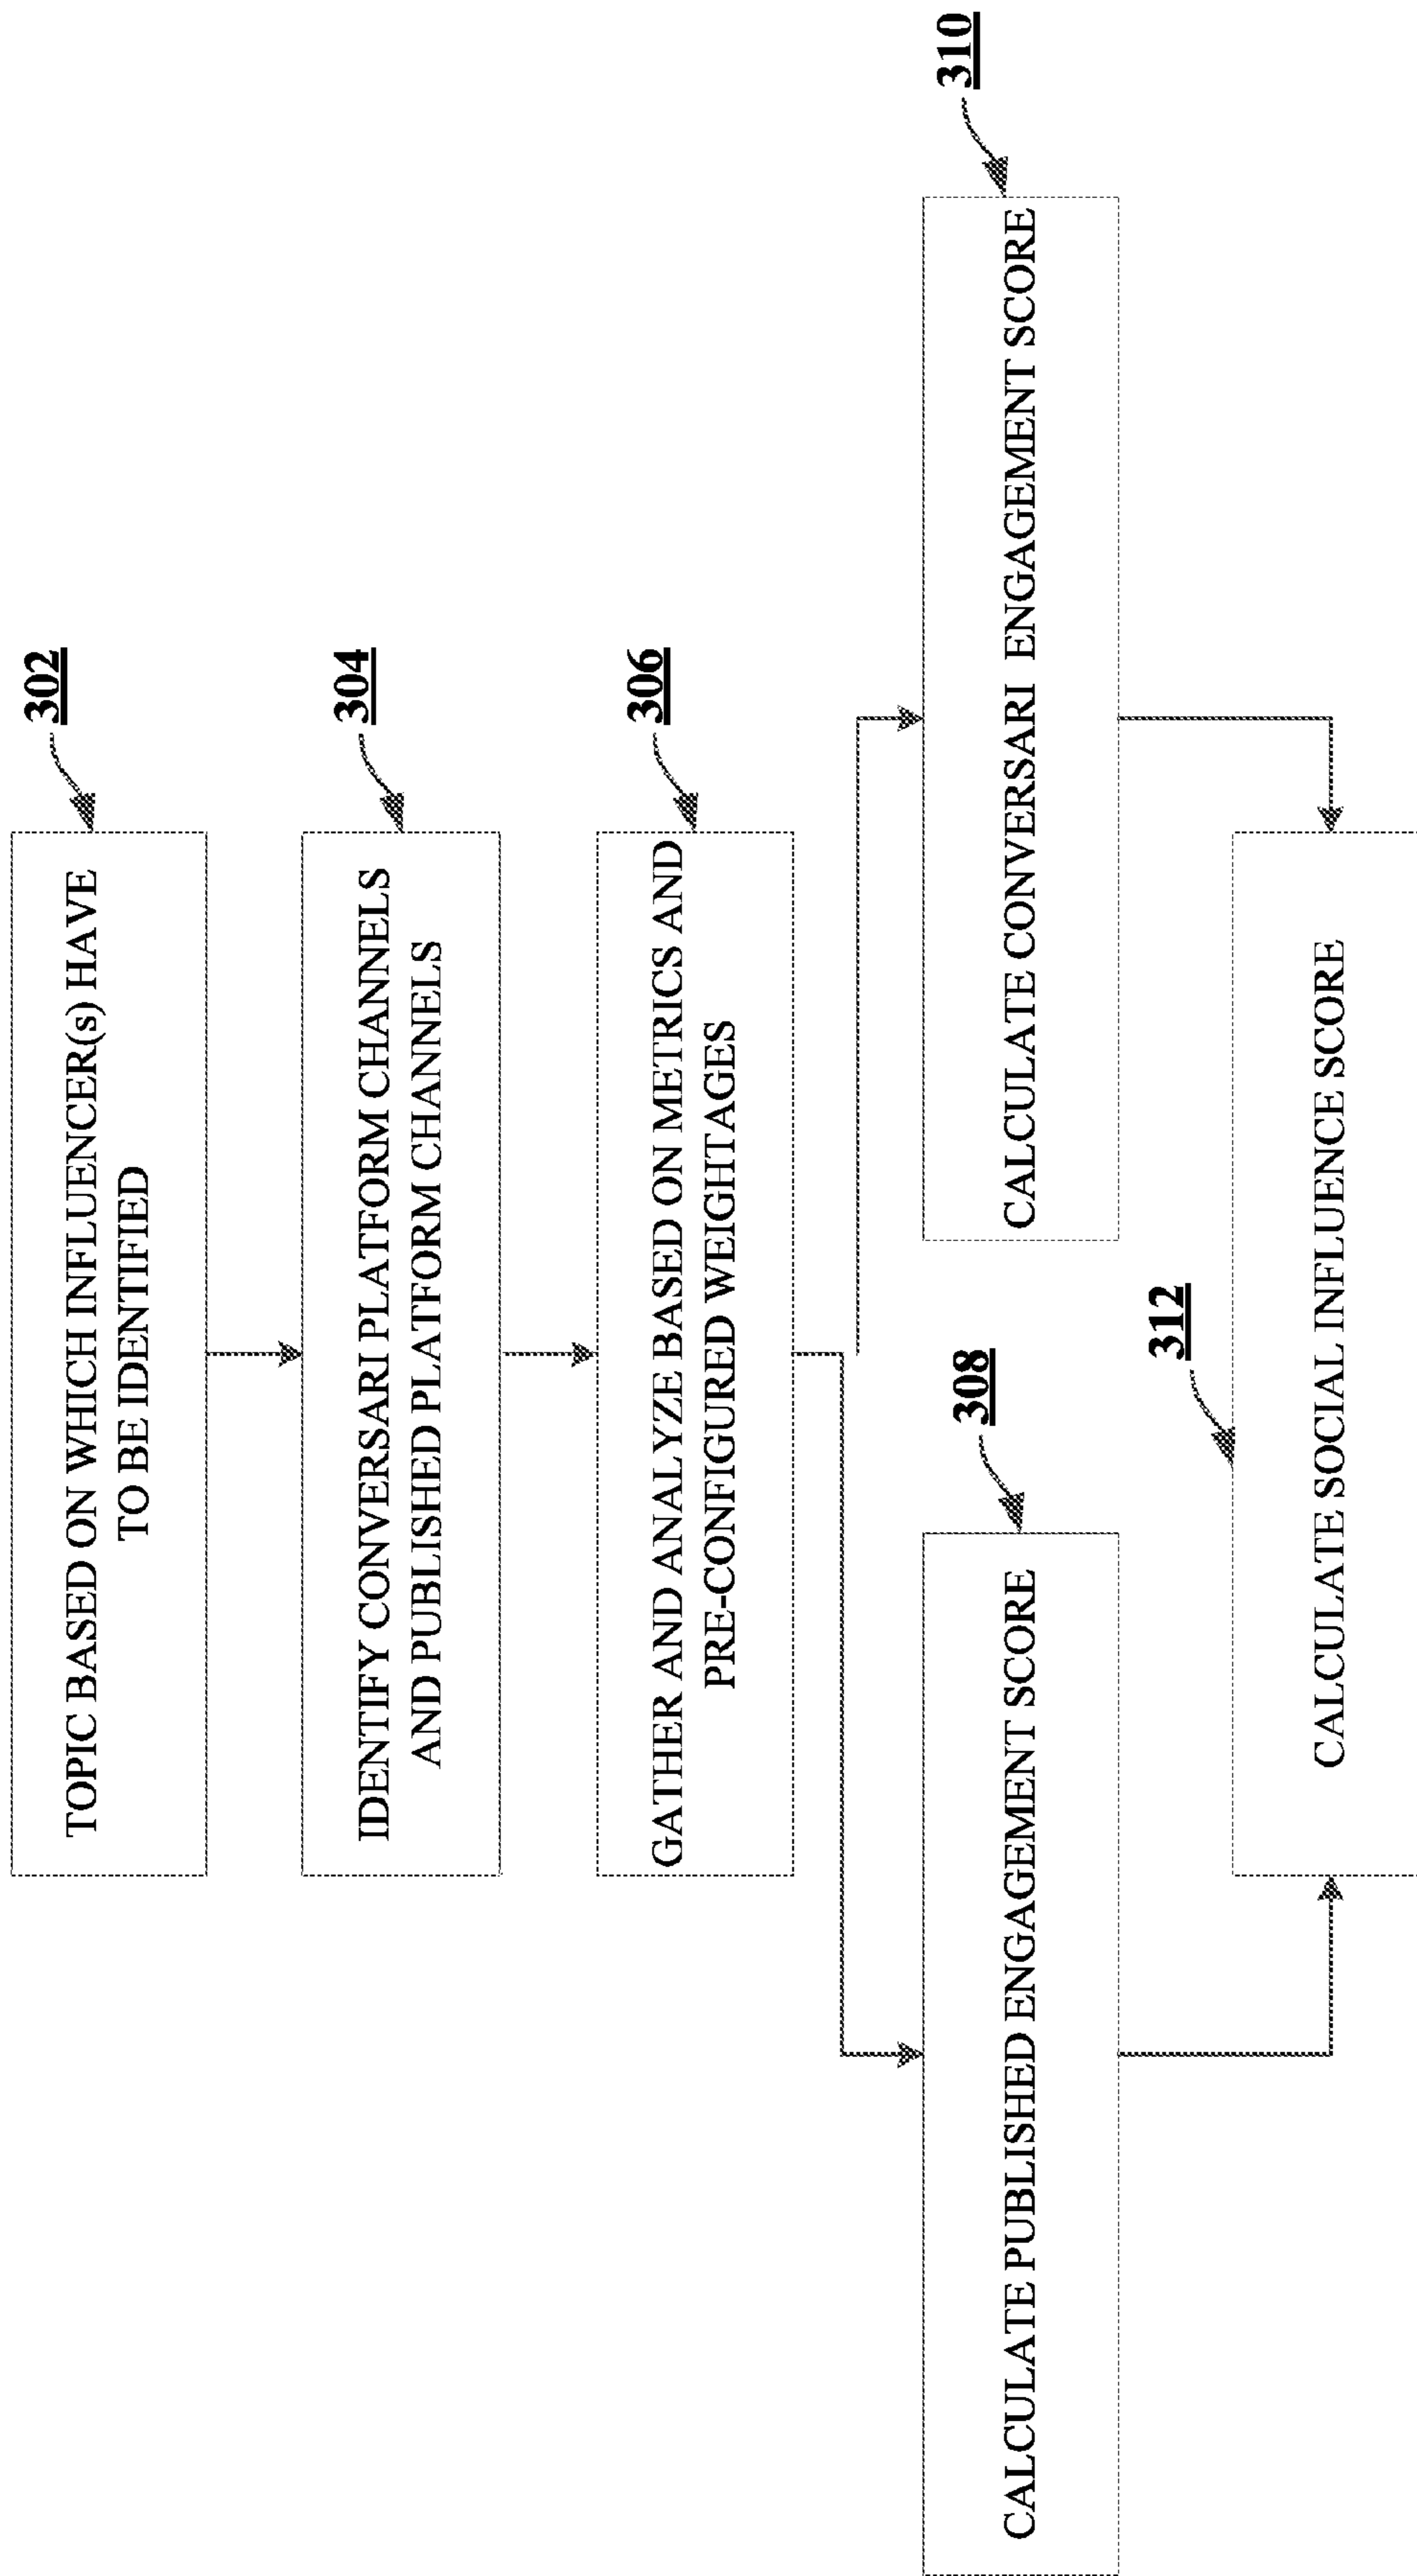 302
TOPIC BASED ON WHICH INFLUENCER(s) HAVE
TO BE IDENTIFIED
304
IDENTIFY CONVERSARI PLATFORM CHANNELS
AND PUBLISHED PLATFORM CHANNELS
306
GATHER AND ANALYZE BASED ON METRICS AND
PRE-CONFIGURED WEIGHTAGES
308
CALCULATE PUBLISHED ENGAGEMENT SCORE
310
CALCULATE CONVERSARI ENGAGEMENT SCORE
312
CALCULATE SOCIAL INFLUENCE SCORE